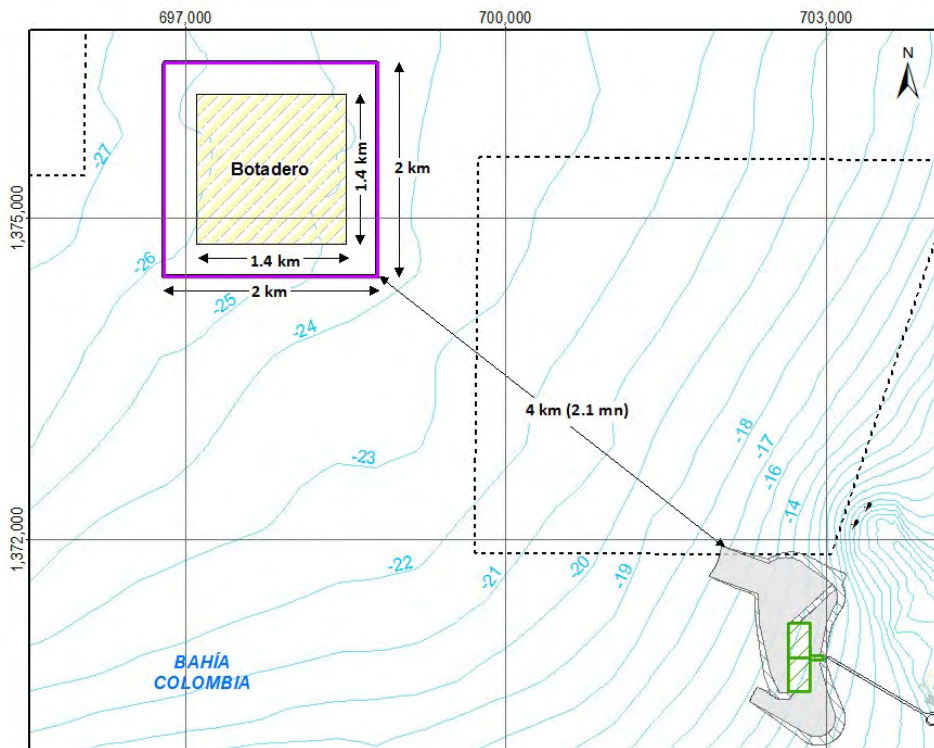 697,000
700,000
703,000
N
-27
Botadero
1.4 km
2 km
1,375,000
1.4 km
-26
2 km
-25
-24
4 km (2.1 mn)
-18
-17
-23
-16
-14
1,372,000
-22
-21
-20
-19
BAHÍA
COLOMBIA